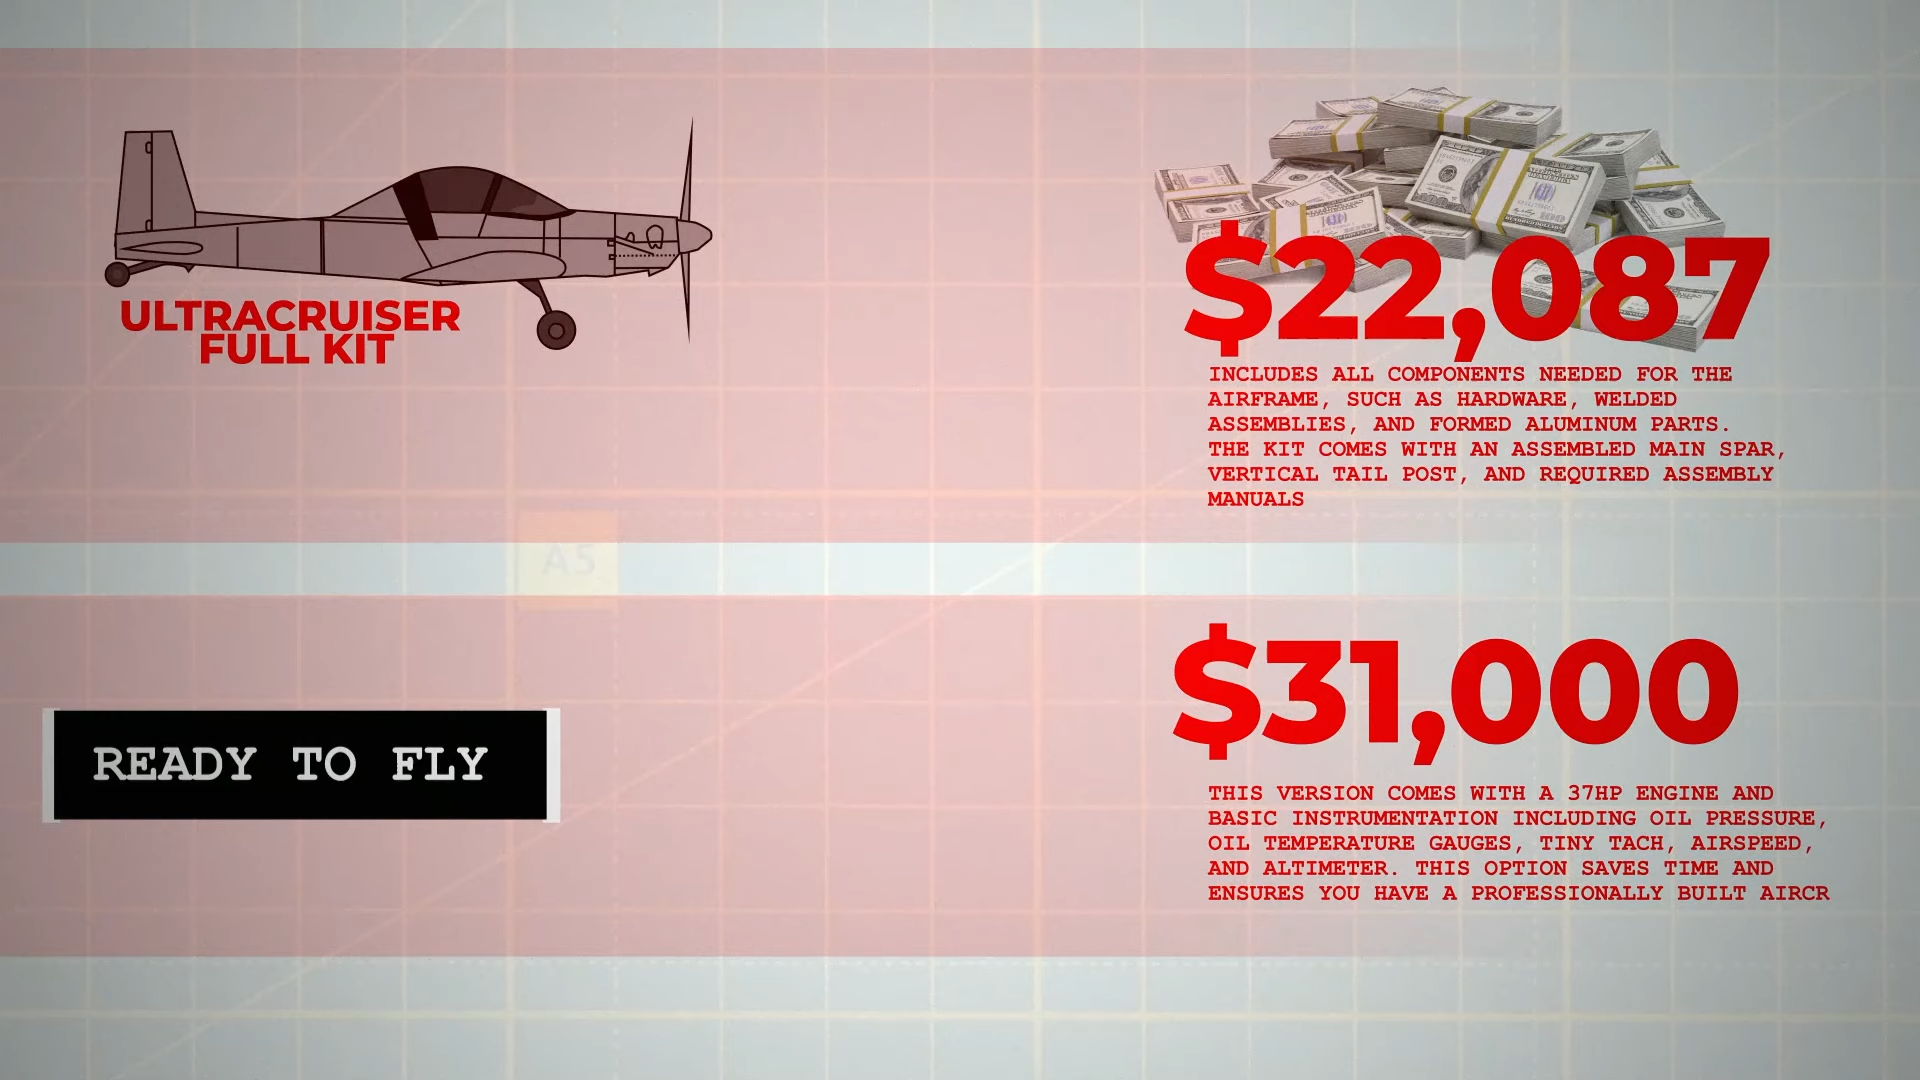 ULTRACRUISER
FULL KIT
$22,087
INCLUDES ALL COMPONENTS NEEDED FOR THE
AIRFRAME, SUCH AS HARDWARE, WELDED
ASSEMBLIES, AND FORMED ALUMINUM PARTS.
THE KIT COMES WITH AN ASSEMBLED MAIN SPAR,
VERTICAL TAIL POST, AND REQUIRED ASSEMBLY
MANUALS
A5
READY TO FLY
$31,000
THIS VERSION COMES WITH A 37HP ENGINE AND
BASIC INSTRUMENTATION INCLUDING OIL PRESSURE,
OIL TEMPERATURE GAUGES, TINY TACH, AIRSPEED,
AND ALTIMETER. THIS OPTION SAVES TIME AND
ENSURES YOU HAVE A PROFESSIONALLY BUILT AIRCR